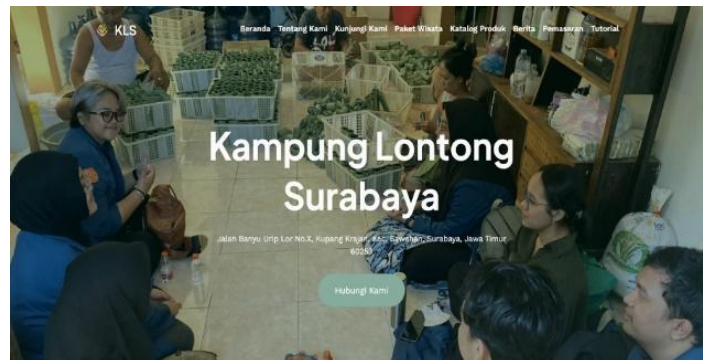 KLS
Beranda Tentang Kami Kunjungi Kami Paket Wisata Katalog Produk Berita Pemasaran Tutorial
Kampung Lontong
Surabaya
Jalan Banyu Urip Lor No.X, Kupang Krajan, Kec. Sawahan, Surabaya, Jawa Timur
60253
Hubungi Kami